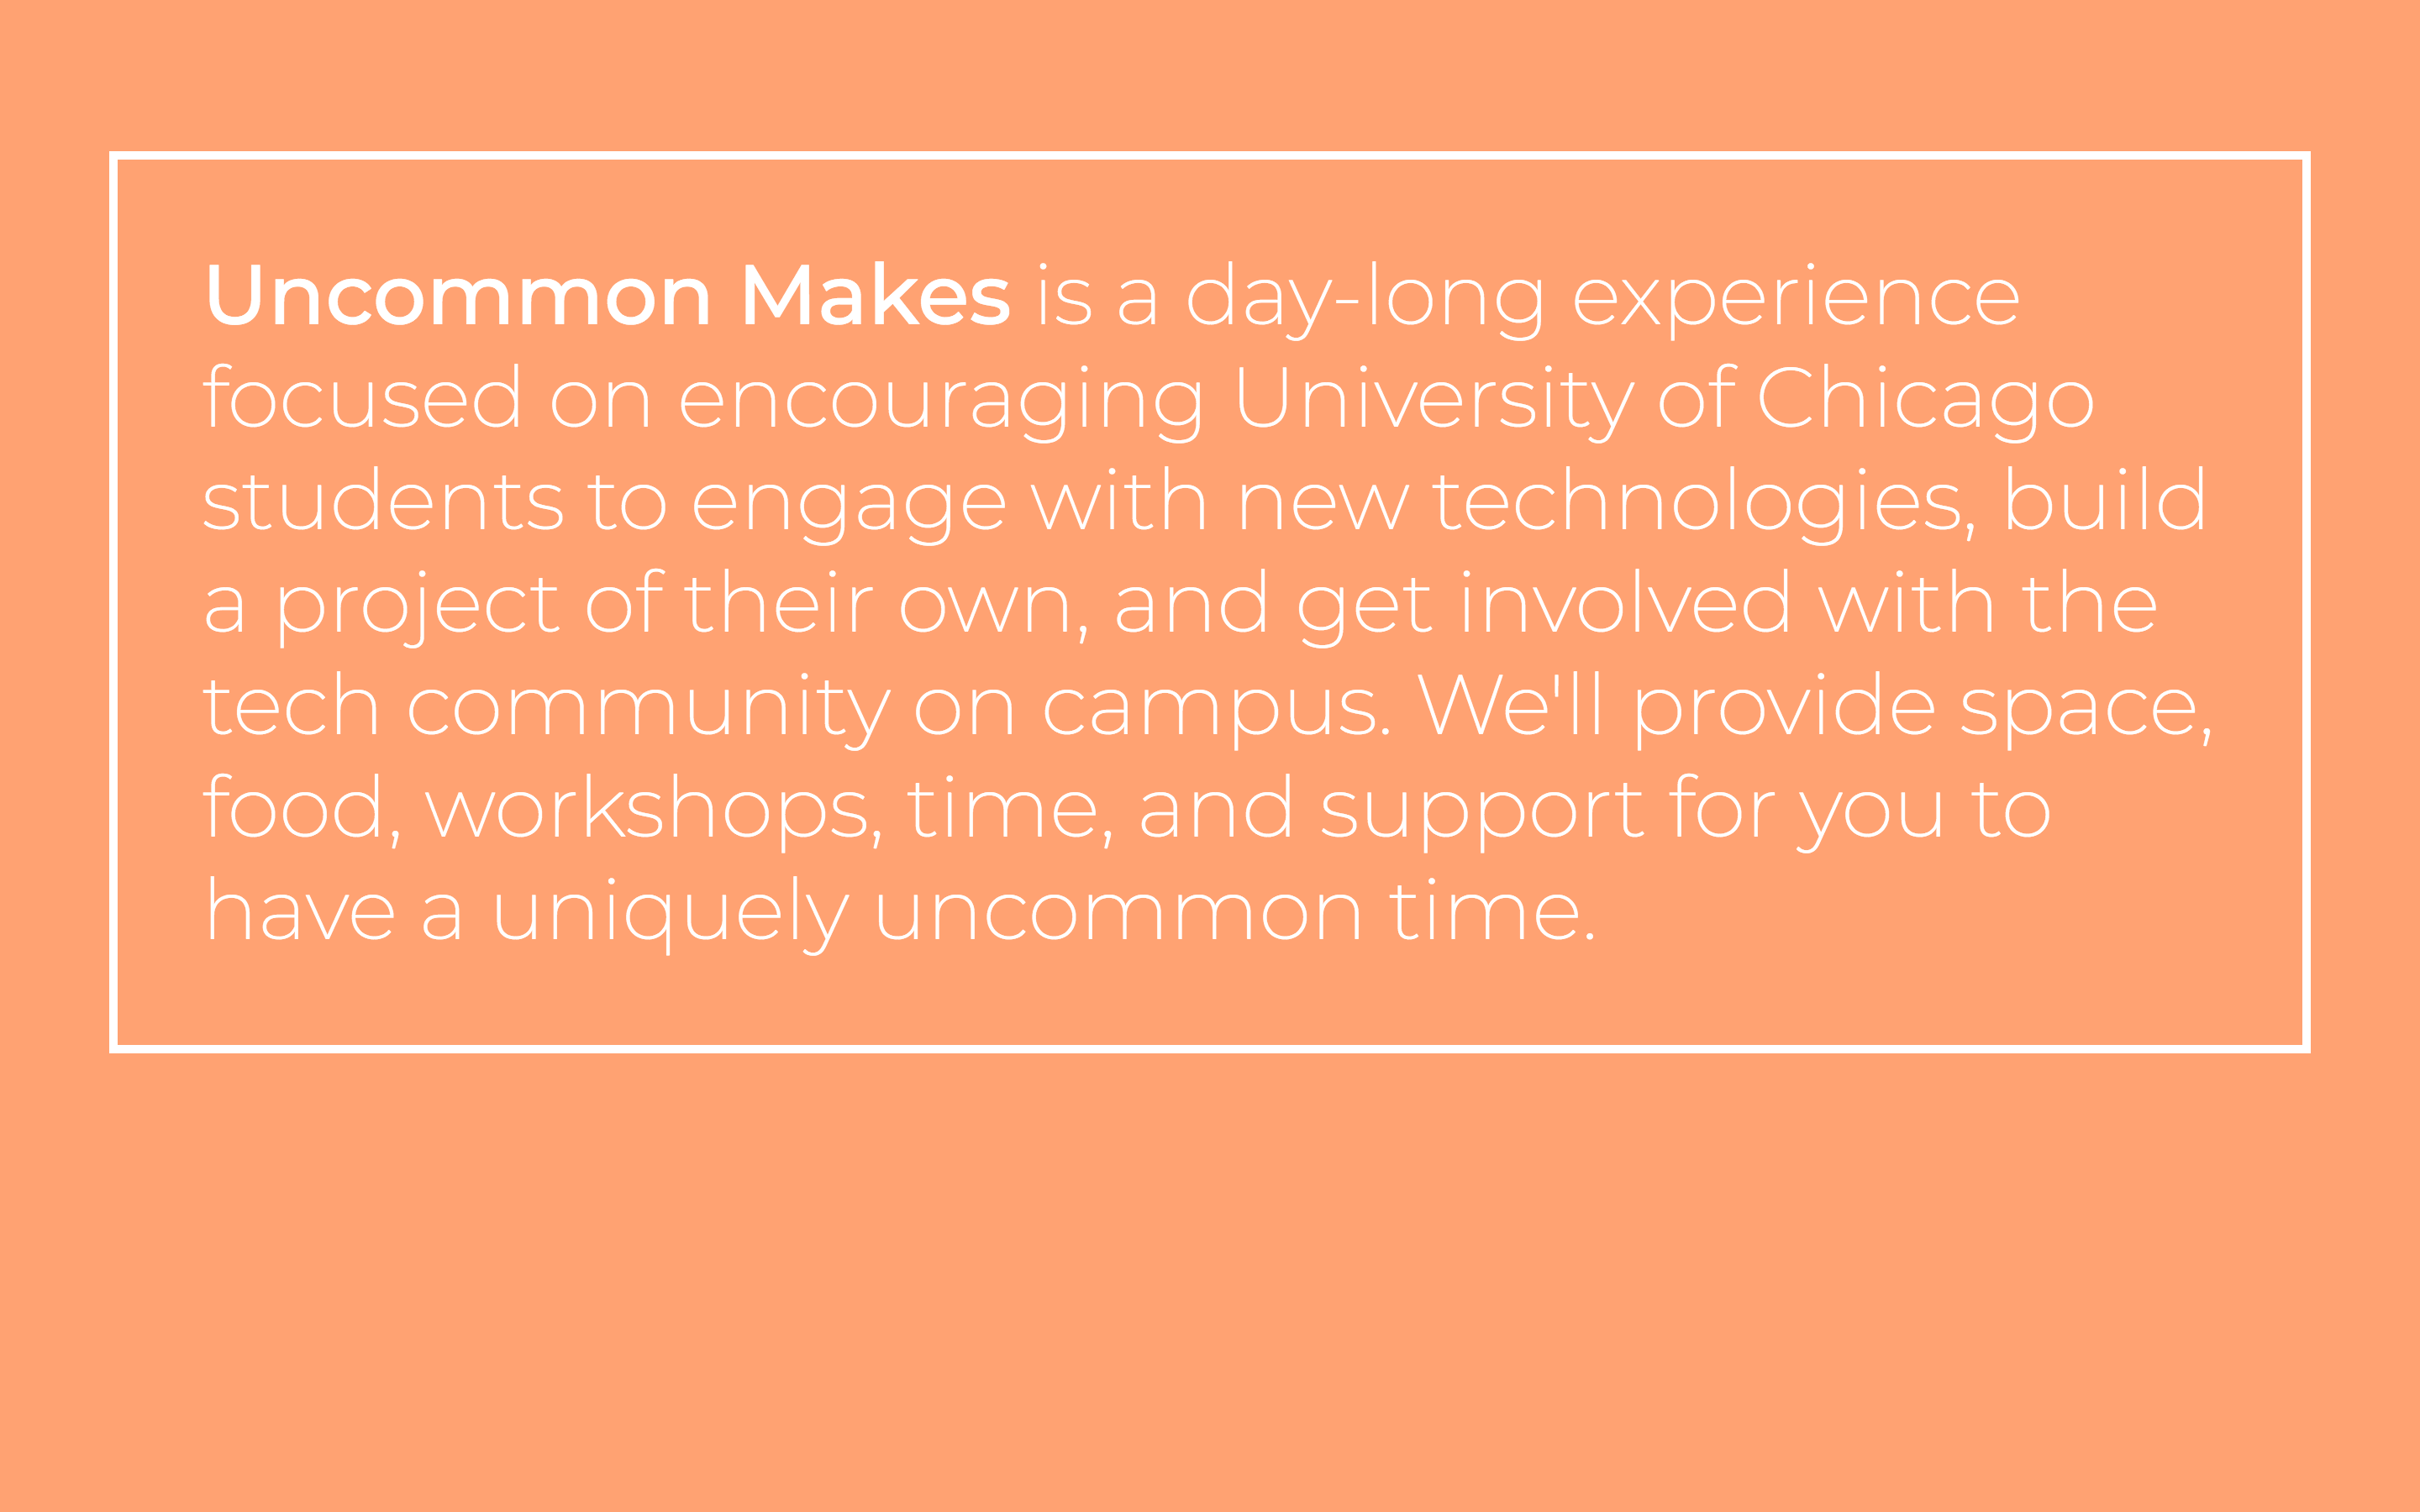 Uncommon Makes is a day-long experience
focused on encouraging University of Chicago
students to engage with new technologies, build
a project of their own, and get involved with the
tech community on campus. We'll provide space,
food, workshops, time, and support for you to
have a uniquely uncommon time.